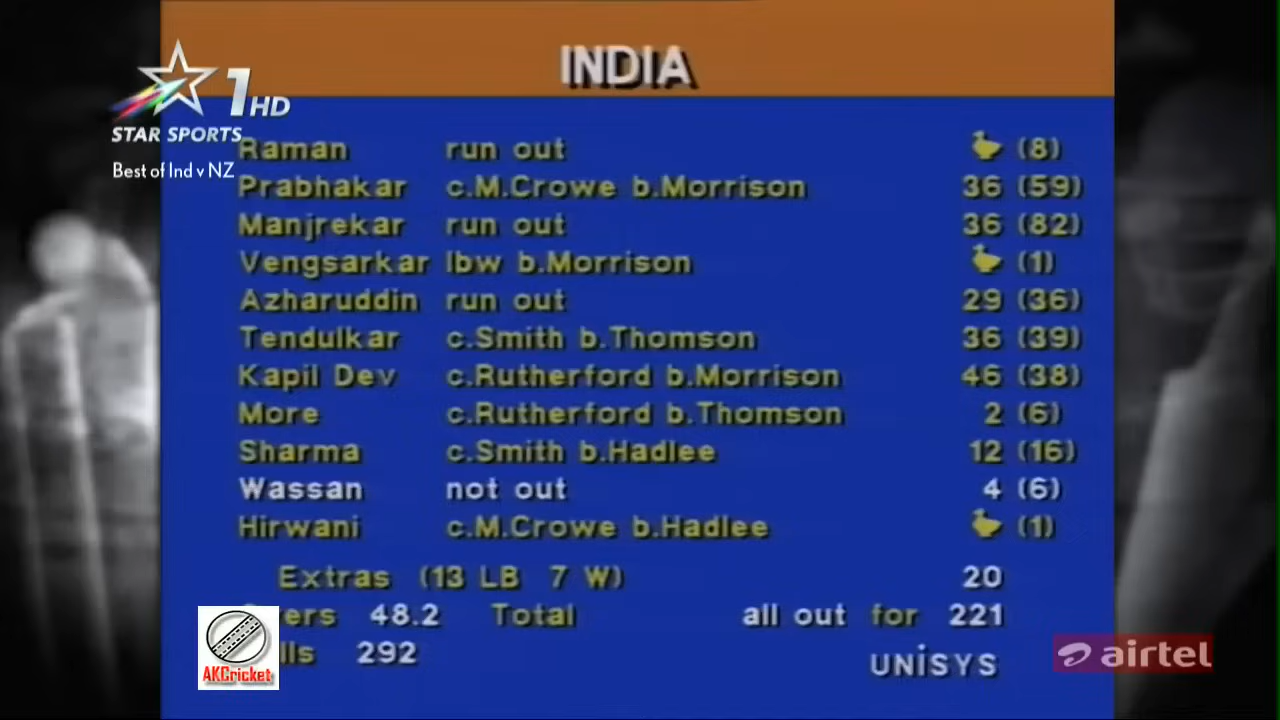 INDIA
1HD
STAR SPORTS
Best of Ind v NZ
Raman run out (8)
Prabhakar c.M.Crowe b.Morrison 36 (59)
Manjrekar run out 36 (82)
Vengsarkar lbw b.Morrison (1)
Azharuddin run out 29 (36)
Tendulkar c.Smith b.Thomson 36 (39)
Kapil Dev c.Rutherford b.Morrison 46 (38)
More c.Rutherford b.Thomson 2 (6)
Sharma c.Smith b.Hadlee 12 (16)
Wassan not out 4 (6)
Hirwani c.M.Crowe b.Hadlee (1)
Extras (13 LB 7 W) 20
48.2 Total all out for 221
292
UNiSYS
AKCricket
airtel